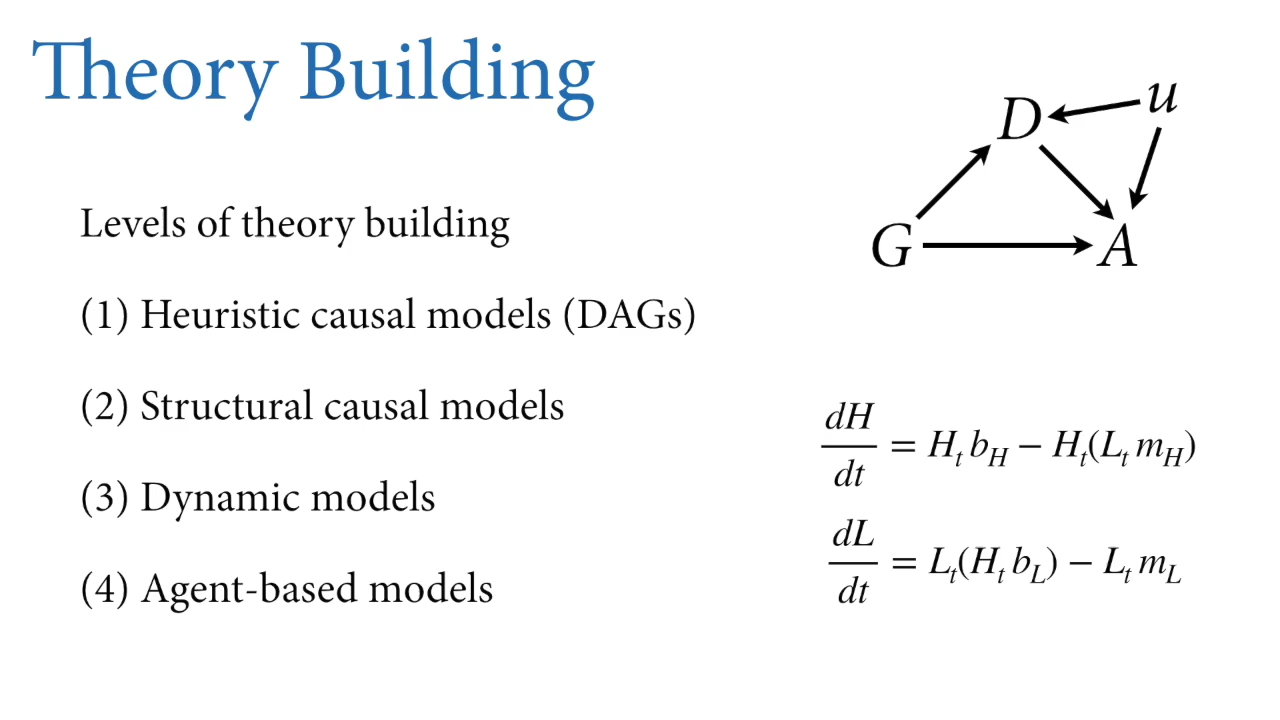 Theory Building
Levels of theory building
(1) Heuristic causal models (DAGs)
(2) Structural causal models
(3) Dynamic models
(4) Agent-based models
u
D
G
A
dH/dt = H_t b_H − H_t(L_t m_H)
dL/dt = L_t(H_t b_L) − L_t m_L